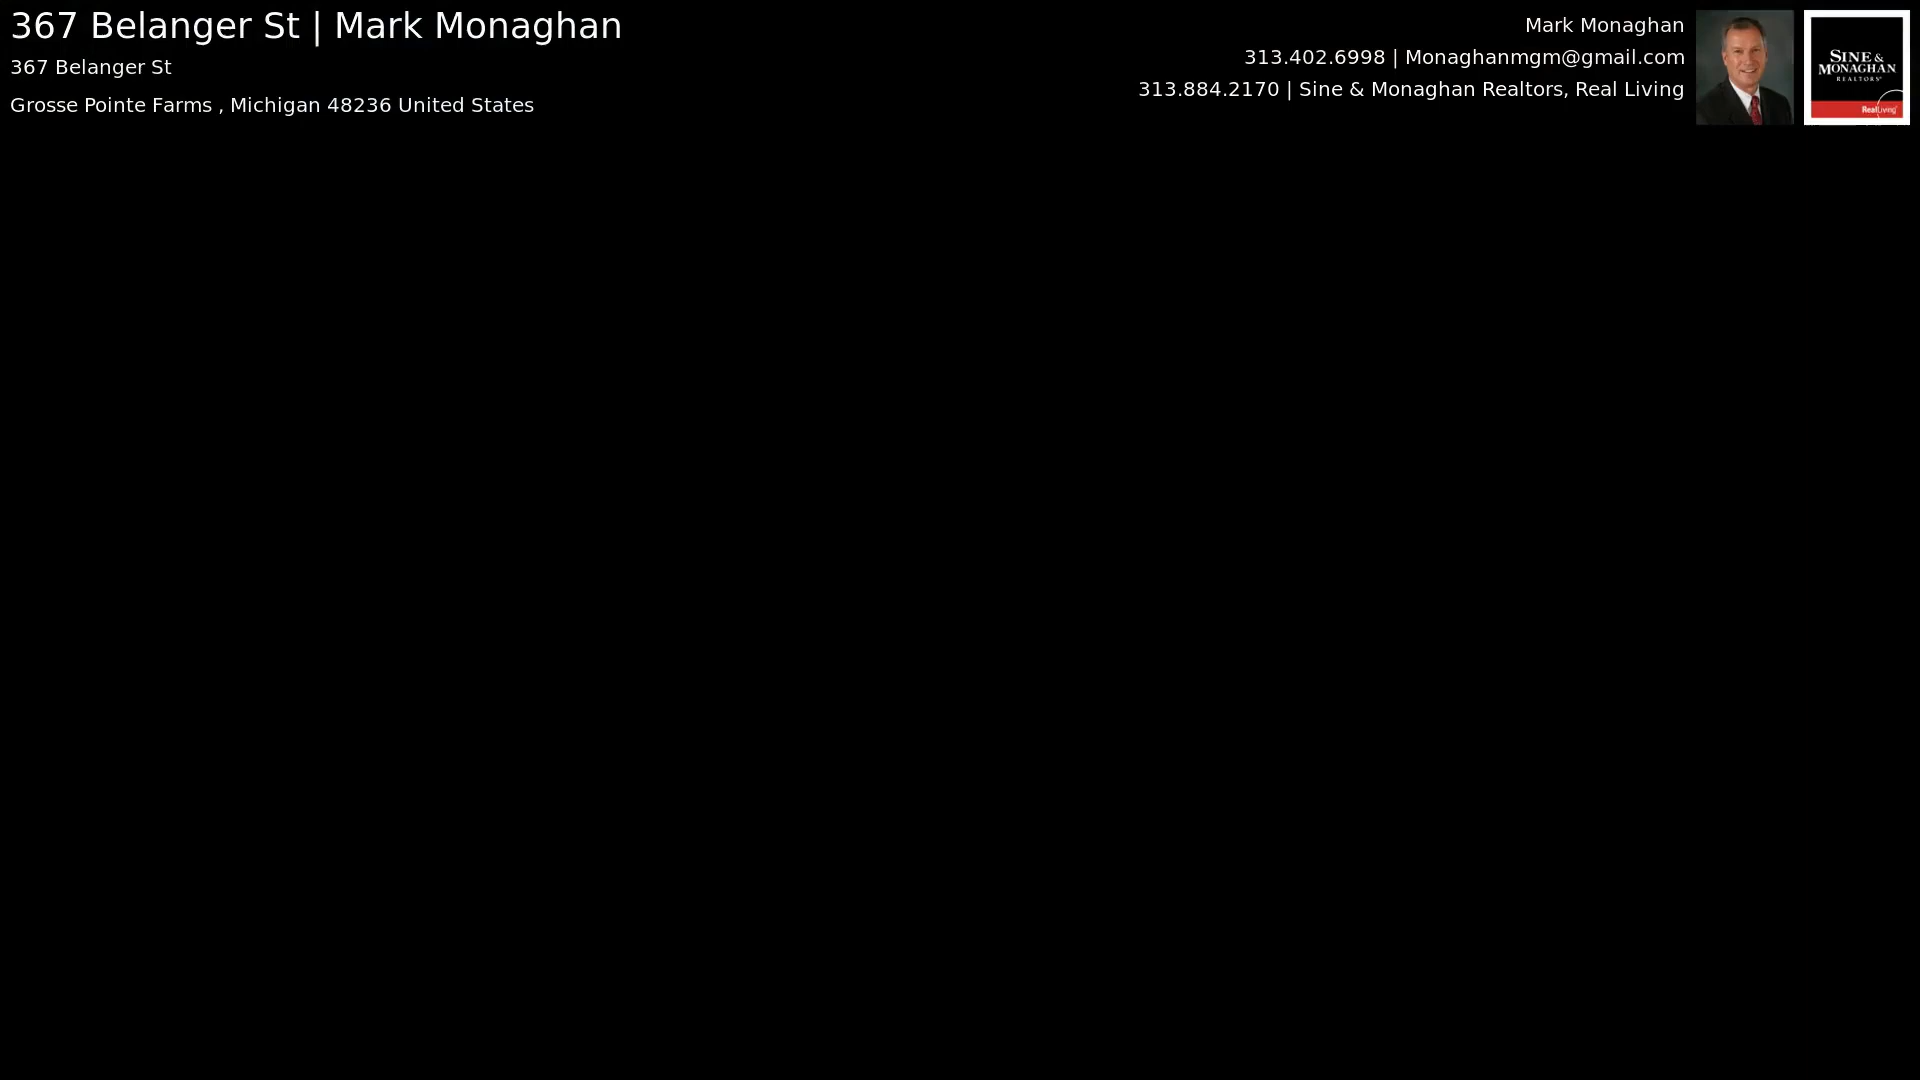 367 Belanger St | Mark Monaghan
367 Belanger St
Grosse Pointe Farms , Michigan 48236 United States
Mark Monaghan
313.402.6998 | Monaghanmgm@gmail.com
313.884.2170 | Sine & Monaghan Realtors, Real Living
SINE &
MONAGHAN
REALTORS
RealLiving